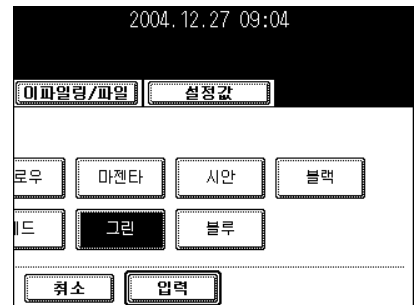 2004.12.27 09:04
이파일링/파일 설정값
로우 마젠타 시안 블랙
드 그린 블루
취소 입력